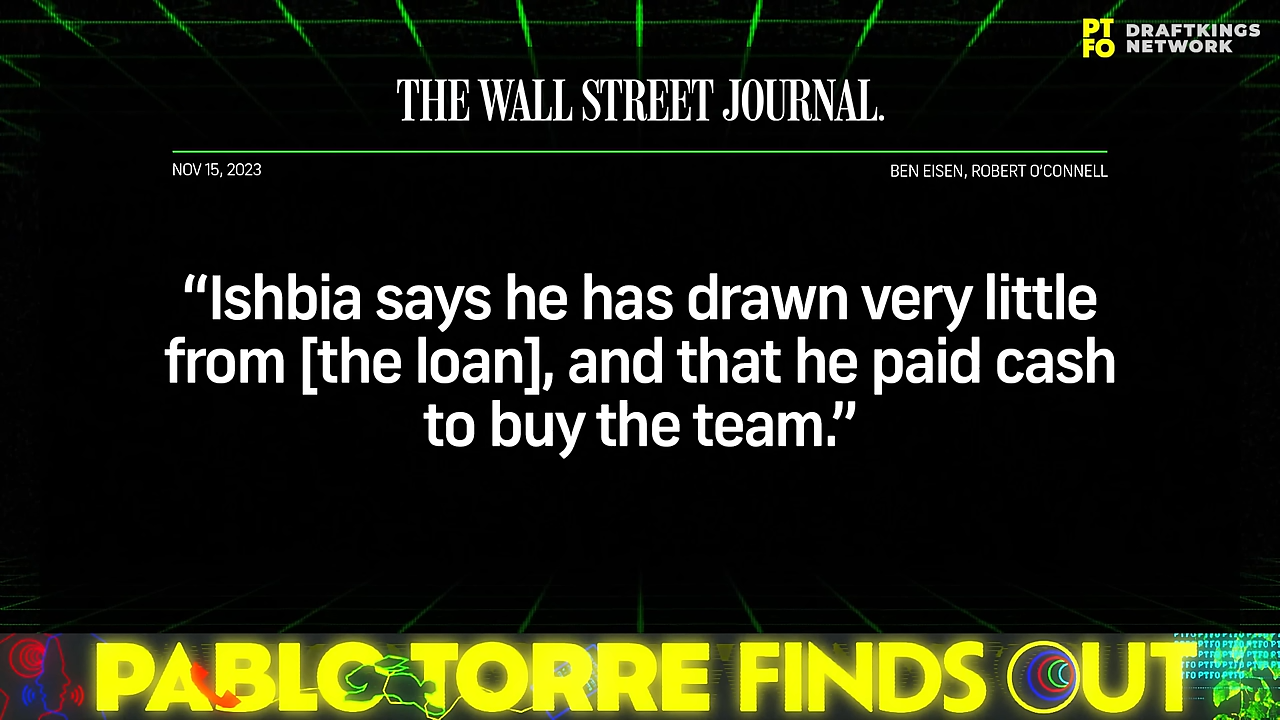 PT
FO
DRAFTKINGS
NETWORK
THE WALL STREET JOURNAL.
NOV 15, 2023
BEN EISEN, ROBERT O'CONNELL
“Ishbia says he has drawn very little
from [the loan], and that he paid cash
to buy the team.”
PABLO TORRE FINDS OUT